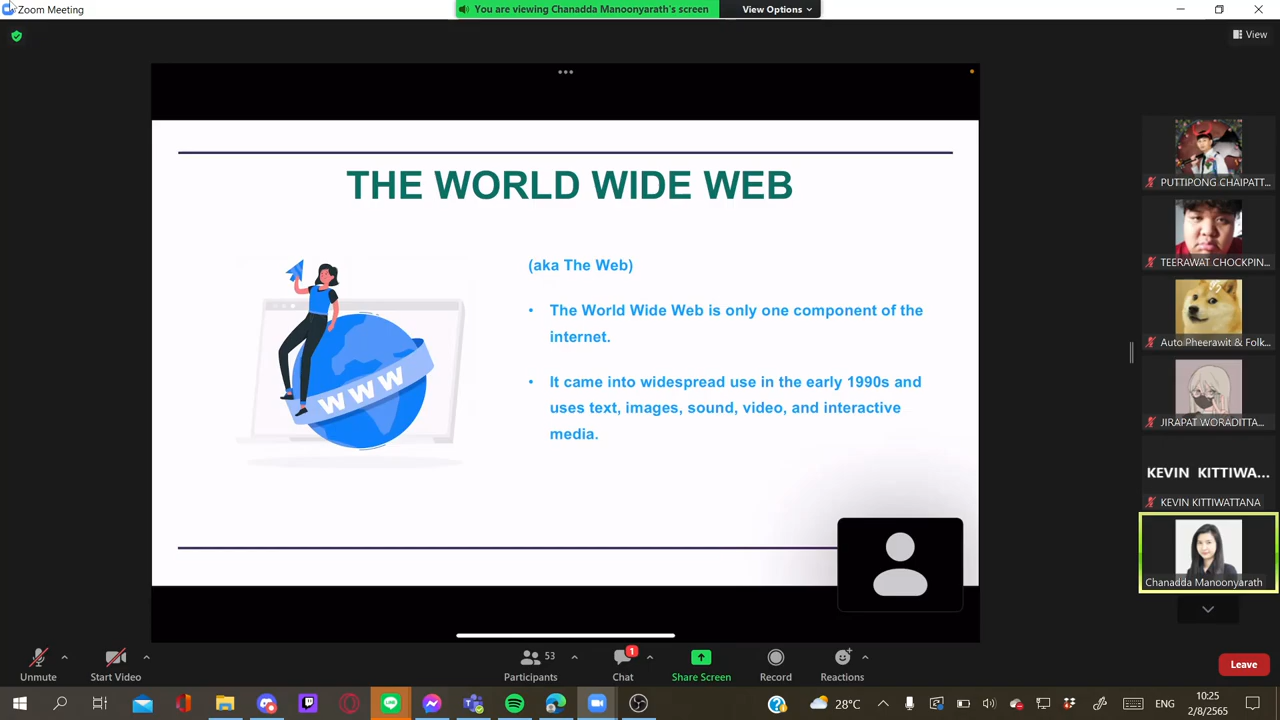 Zoom Meeting
You are viewing Chanadda Manoonyarath's screen
View Options
View
THE WORLD WIDE WEB
(aka The Web)
• The World Wide Web is only one component of the
internet.
• It came into widespread use in the early 1990s and
uses text, images, sound, video, and interactive
media.
WWW
PUTTIPONG CHAIPATT...
TEERAWAT CHOCKPIN...
Auto Pheerawit & Folk...
JIRAPAT WORADITTA...
KEVIN KITTIWA...
KEVIN KITTIWATTANA
Chanadda Manoonyarath
Unmute
Start Video
53
Participants
1
Chat
Share Screen
Record
Reactions
Leave
LINE
28°C
ENG
10:25
2/8/2565